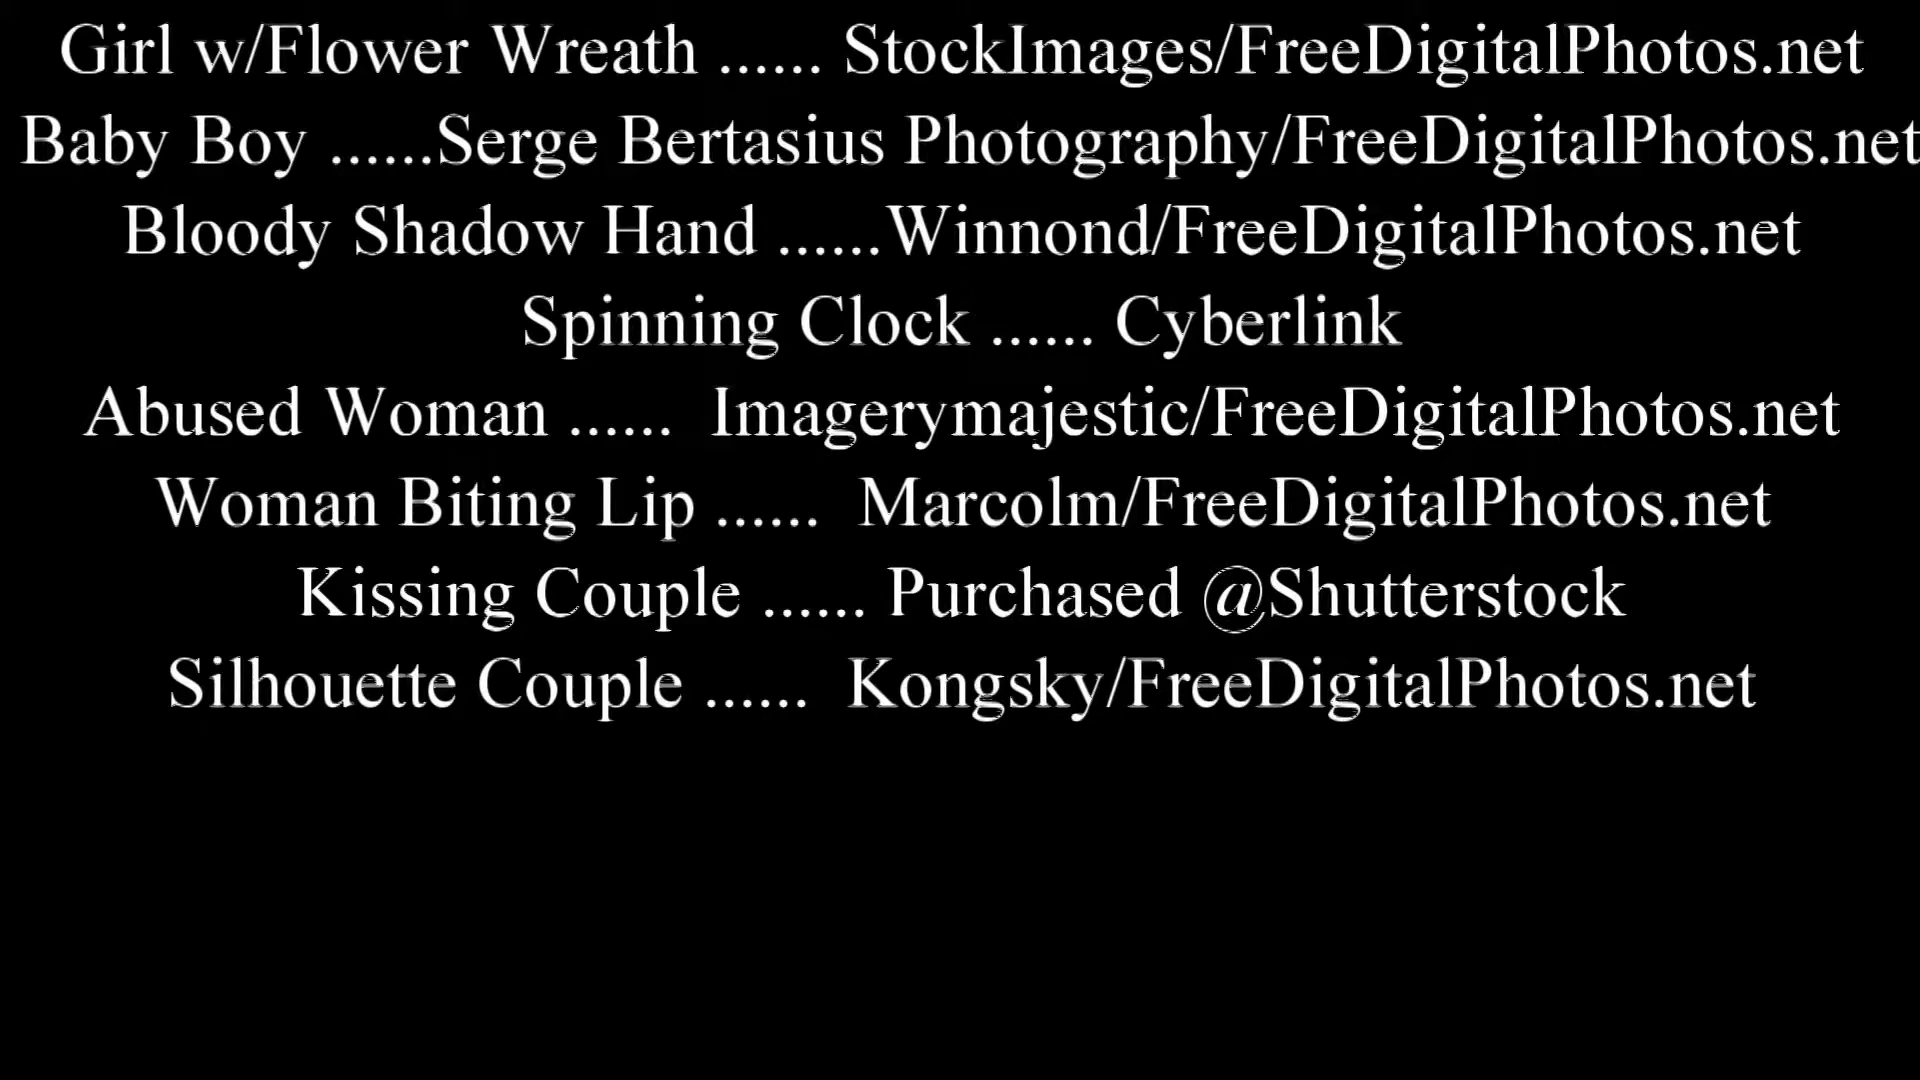 Girl w/Flower Wreath ...... StockImages/FreeDigitalPhotos.net
Baby Boy ......Serge Bertasius Photography/FreeDigitalPhotos.net
Bloody Shadow Hand ......Winnond/FreeDigitalPhotos.net
Spinning Clock ...... Cyberlink
Abused Woman ......  Imagerymajestic/FreeDigitalPhotos.net
Woman Biting Lip ......  Marcolm/FreeDigitalPhotos.net
Kissing Couple ...... Purchased @Shutterstock
Silhouette Couple ......  Kongsky/FreeDigitalPhotos.net